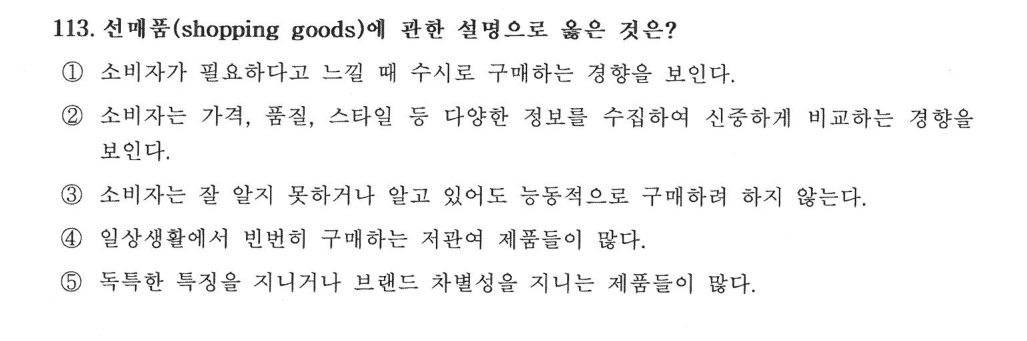 113. 선매품(shopping goods)에 관한 설명으로 옳은 것은?
① 소비자가 필요하다고 느낄 때 수시로 구매하는 경향을 보인다.
② 소비자는 가격, 품질, 스타일 등 다양한 정보를 수집하여 신중하게 비교하는 경향을
보인다.
③ 소비자는 잘 알지 못하거나 알고 있어도 능동적으로 구매하려 하지 않는다.
④ 일상생활에서 빈번히 구매하는 저관여 제품들이 많다.
⑤ 독특한 특징을 지니거나 브랜드 차별성을 지니는 제품들이 많다.